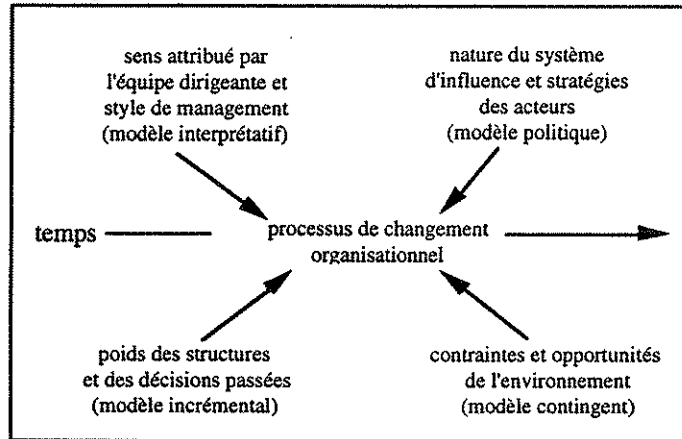 sens attribué par
l'équipe dirigeante et
style de management
(modèle interprétatif)
nature du système
d'influence et stratégies
des acteurs
(modèle politique)
temps
processus de changement
organisationnel
poids des structures
et des décisions passées
(modèle incrémental)
contraintes et opportunités
de l'environnement
(modèle contingent)